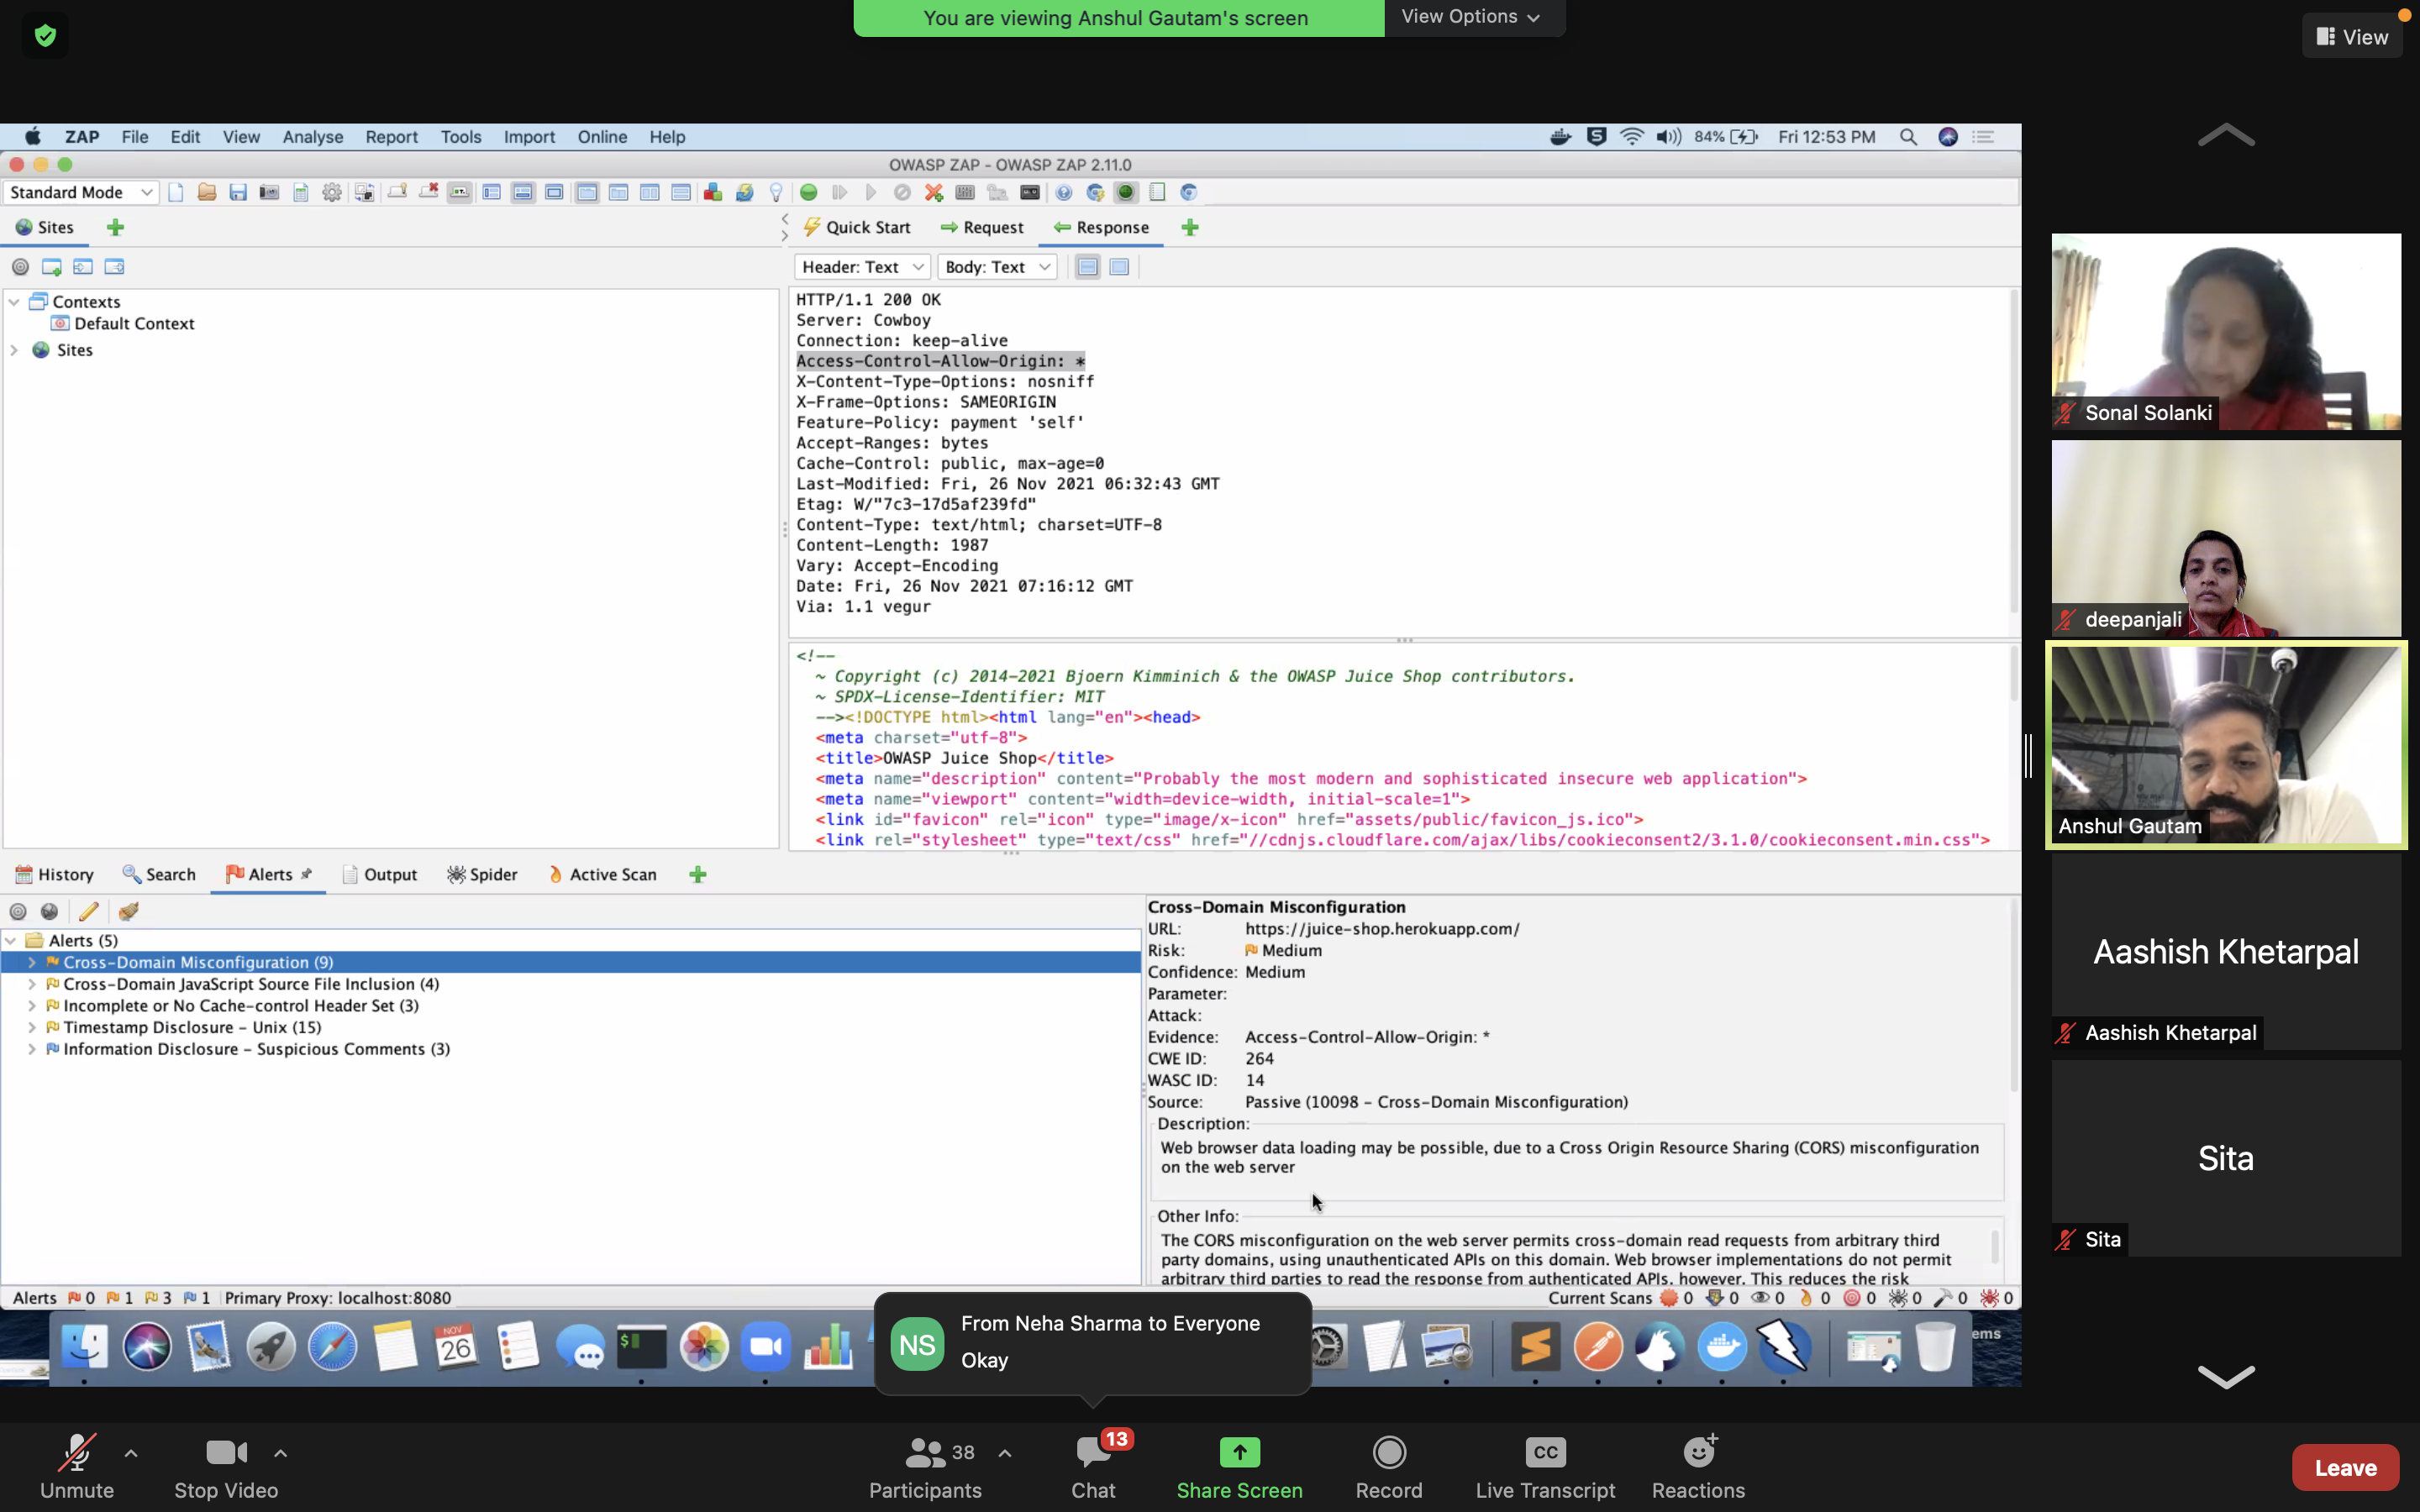 You are viewing Anshul Gautam's screen
View Options
View
ZAP File Edit View Analyse Report Tools Import Online Help
84% Fri 12:53 PM
OWASP ZAP - OWASP ZAP 2.11.0
Standard Mode
Sites
Quick Start Request Response
Header: Text Body: Text
Contexts
Default Context
Sites
HTTP/1.1 200 OK
Server: Cowboy
Connection: keep-alive
Access-Control-Allow-Origin: *
X-Content-Type-Options: nosniff
X-Frame-Options: SAMEORIGIN
Feature-Policy: payment 'self'
Accept-Ranges: bytes
Cache-Control: public, max-age=0
Last-Modified: Fri, 26 Nov 2021 06:32:43 GMT
Etag: W/"7c3-17d5af239fd"
Content-Type: text/html; charset=UTF-8
Content-Length: 1987
Vary: Accept-Encoding
Date: Fri, 26 Nov 2021 07:16:12 GMT
Via: 1.1 vegur
<!--
~ Copyright (c) 2014-2021 Bjoern Kimminich & the OWASP Juice Shop contributors.
~ SPDX-License-Identifier: MIT
--><!DOCTYPE html><html lang="en"><head>
<meta charset="utf-8">
<title>OWASP Juice Shop</title>
<meta name="description" content="Probably the most modern and sophisticated insecure web application">
<meta name="viewport" content="width=device-width, initial-scale=1">
<link id="favicon" rel="icon" type="image/x-icon" href="assets/public/favicon_js.ico">
<link rel="stylesheet" type="text/css" href="//cdnjs.cloudflare.com/ajax/libs/cookieconsent2/3.1.0/cookieconsent.min.css">
History Search Alerts Output Spider Active Scan
Alerts (5)
Cross-Domain Misconfiguration (9)
Cross-Domain JavaScript Source File Inclusion (4)
Incomplete or No Cache-control Header Set (3)
Timestamp Disclosure - Unix (15)
Information Disclosure - Suspicious Comments (3)
Cross-Domain Misconfiguration
URL: https://juice-shop.herokuapp.com/
Risk: Medium
Confidence: Medium
Parameter:
Attack:
Evidence: Access-Control-Allow-Origin: *
CWE ID: 264
WASC ID: 14
Source: Passive (10098 - Cross-Domain Misconfiguration)
Description:
Web browser data loading may be possible, due to a Cross Origin Resource Sharing (CORS) misconfiguration
on the web server
Other Info:
The CORS misconfiguration on the web server permits cross-domain read requests from arbitrary third
party domains, using unauthenticated APIs on this domain. Web browser implementations do not permit
arbitrary third parties to read the response from authenticated APIs, however. This reduces the risk
Alerts 0 1 3 1 Primary Proxy: localhost:8080
Current Scans 0 0 0 0 0 0 0 0
NOV
26
ems
NS
From Neha Sharma to Everyone
Okay
Sonal Solanki
deepanjali
Anshul Gautam
Aashish Khetarpal
Aashish Khetarpal
Sita
Sita
Unmute
Stop Video
38
Participants
13
Chat
Share Screen
Record
CC
Live Transcript
Reactions
Leave